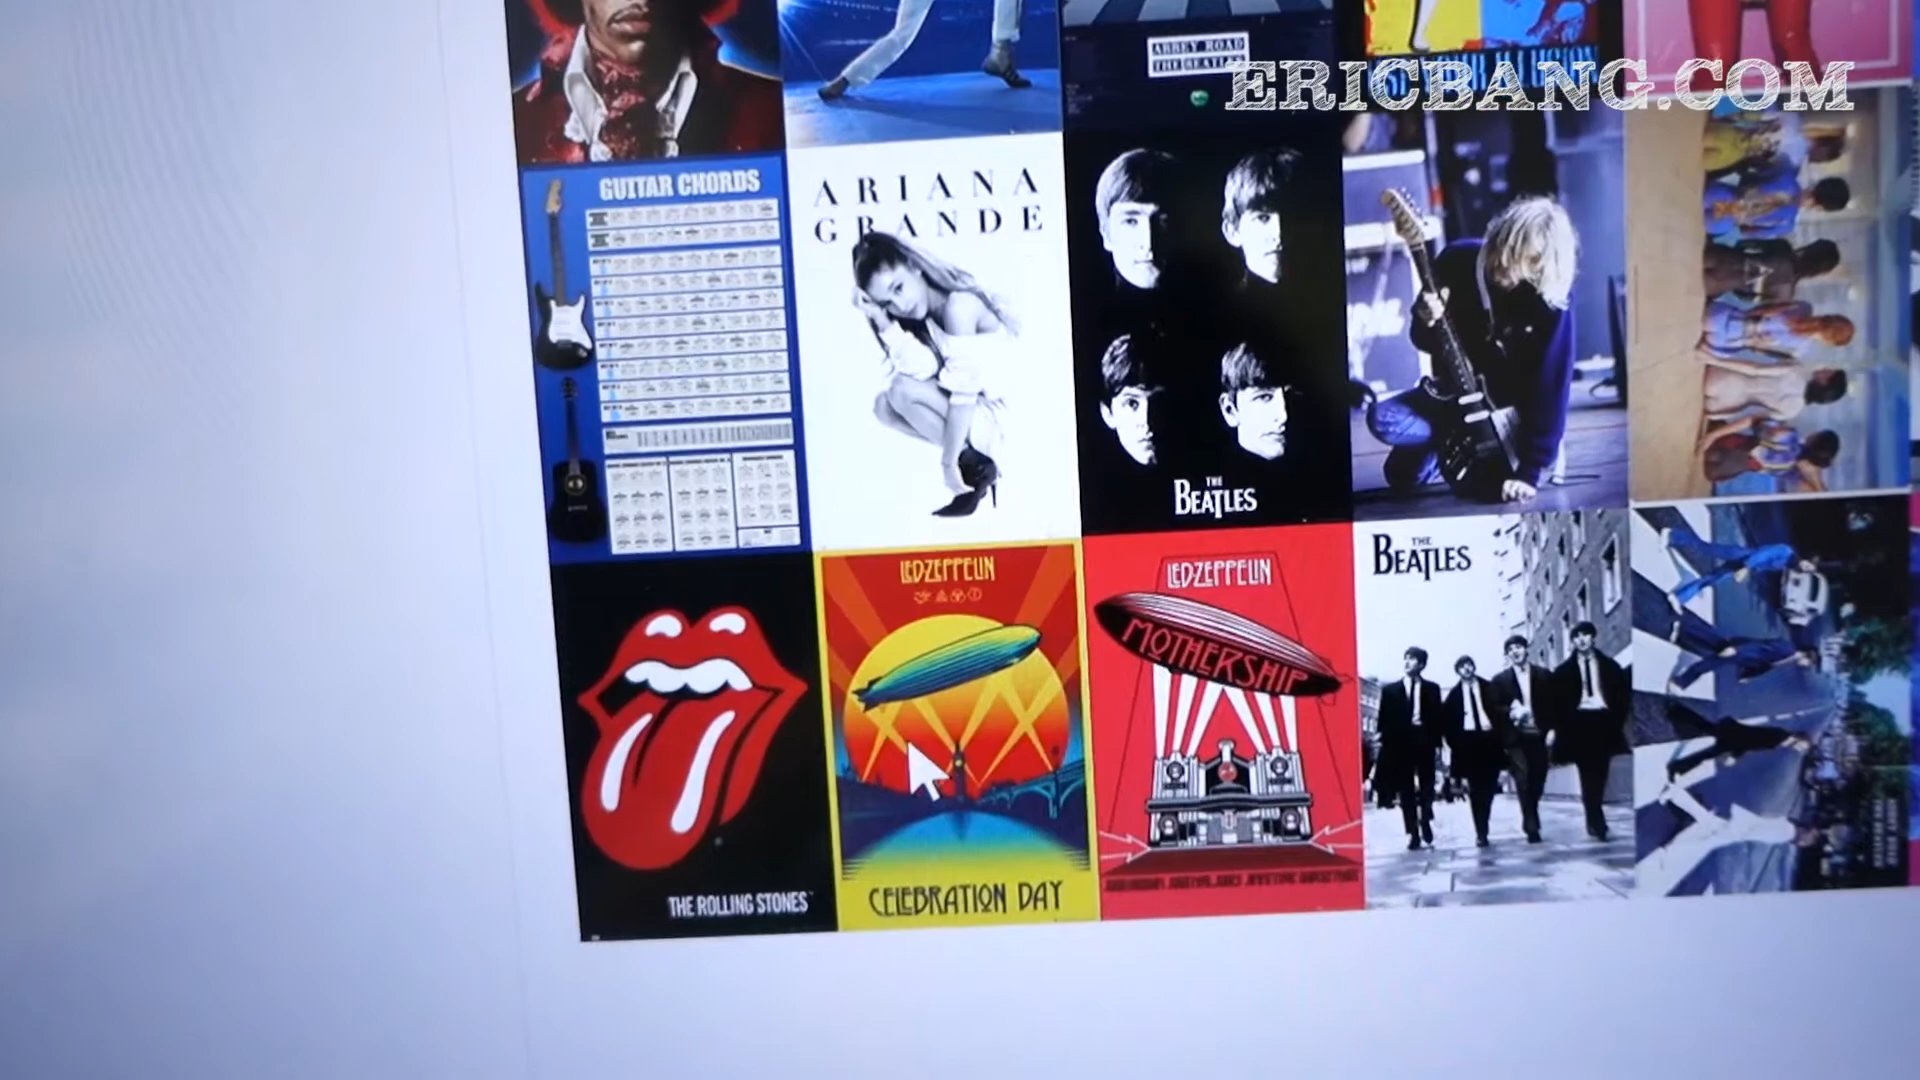 ABBEY ROAD
THE BEATLES
ERICBANG.COM
GUITAR CHORDS
ARIANA
GRANDE
THE
BEATLES
THE
BEATLES
LED-ZEPPELIN
LED-ZEPPELIN
MOTHERSHIP
THE ROLLING STONES
CELEBRATION DAY